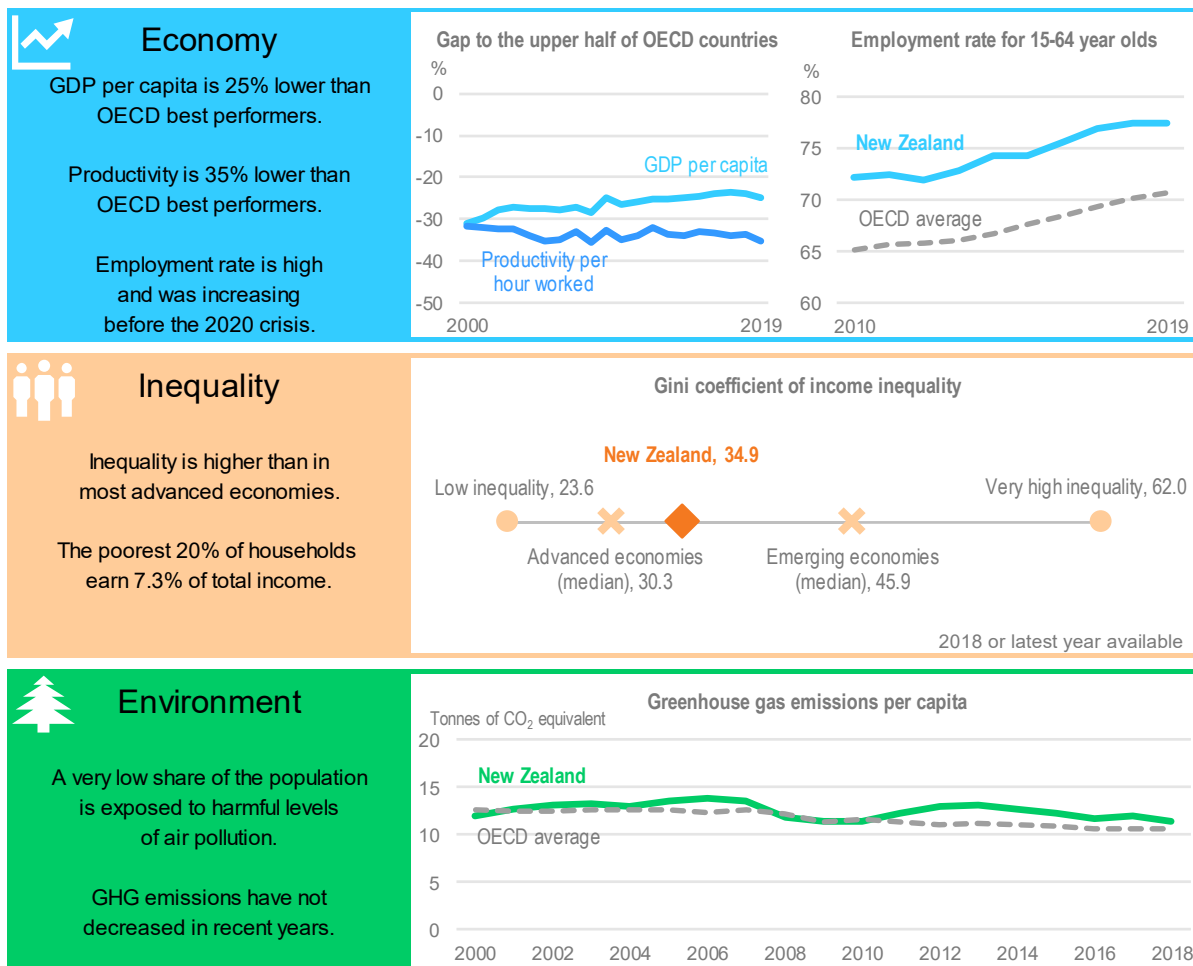 Economy
GDP per capita is 25% lower than
OECD best performers.
Productivity is 35% lower than
OECD best performers.
Employment rate is high
and was increasing
before the 2020 crisis.
Gap to the upper half of OECD countries
%
0
-10
-20
-30
-40
-50
GDP per capita
Productivity per
hour worked
2000
2019
Employment rate for 15-64 year olds
%
80
75
70
65
60
New Zealand
OECD average
2010
2019
Inequality
Inequality is higher than in
most advanced economies.
The poorest 20% of households
earn 7.3% of total income.
Gini coefficient of income inequality
New Zealand, 34.9
Low inequality, 23.6
Very high inequality, 62.0
Advanced economies
(median), 30.3
Emerging economies
(median), 45.9
2018 or latest year available
Environment
A very low share of the population
is exposed to harmful levels
of air pollution.
GHG emissions have not
decreased in recent years.
Greenhouse gas emissions per capita
Tonnes of CO₂ equivalent
20
15
10
5
0
New Zealand
OECD average
2000 2002 2004 2006 2008 2010 2012 2014 2016 2018